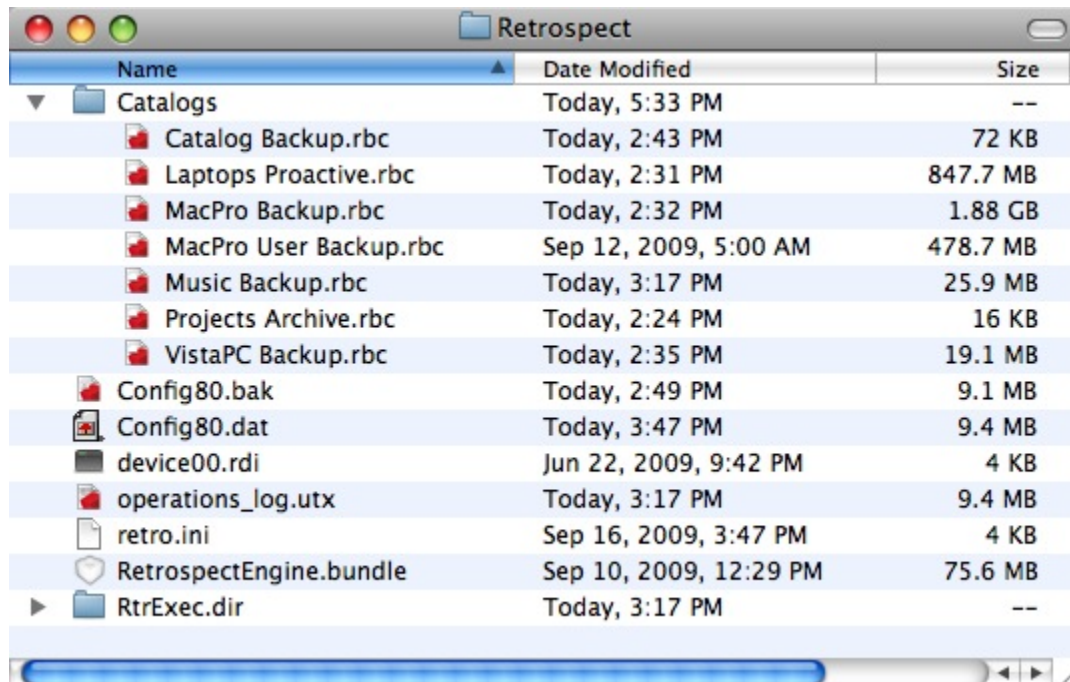 Retrospect
Name Date Modified Size
Catalogs Today, 5:33 PM --
Catalog Backup.rbc Today, 2:43 PM 72 KB
Laptops Proactive.rbc Today, 2:31 PM 847.7 MB
MacPro Backup.rbc Today, 2:32 PM 1.88 GB
MacPro User Backup.rbc Sep 12, 2009, 5:00 AM 478.7 MB
Music Backup.rbc Today, 3:17 PM 25.9 MB
Projects Archive.rbc Today, 2:24 PM 16 KB
VistaPC Backup.rbc Today, 2:35 PM 19.1 MB
Config80.bak Today, 2:49 PM 9.1 MB
Config80.dat Today, 3:47 PM 9.4 MB
device00.rdi Jun 22, 2009, 9:42 PM 4 KB
operations_log.utx Today, 3:17 PM 9.4 MB
retro.ini Sep 16, 2009, 3:47 PM 4 KB
RetrospectEngine.bundle Sep 10, 2009, 12:29 PM 75.6 MB
RtrExec.dir Today, 3:17 PM --